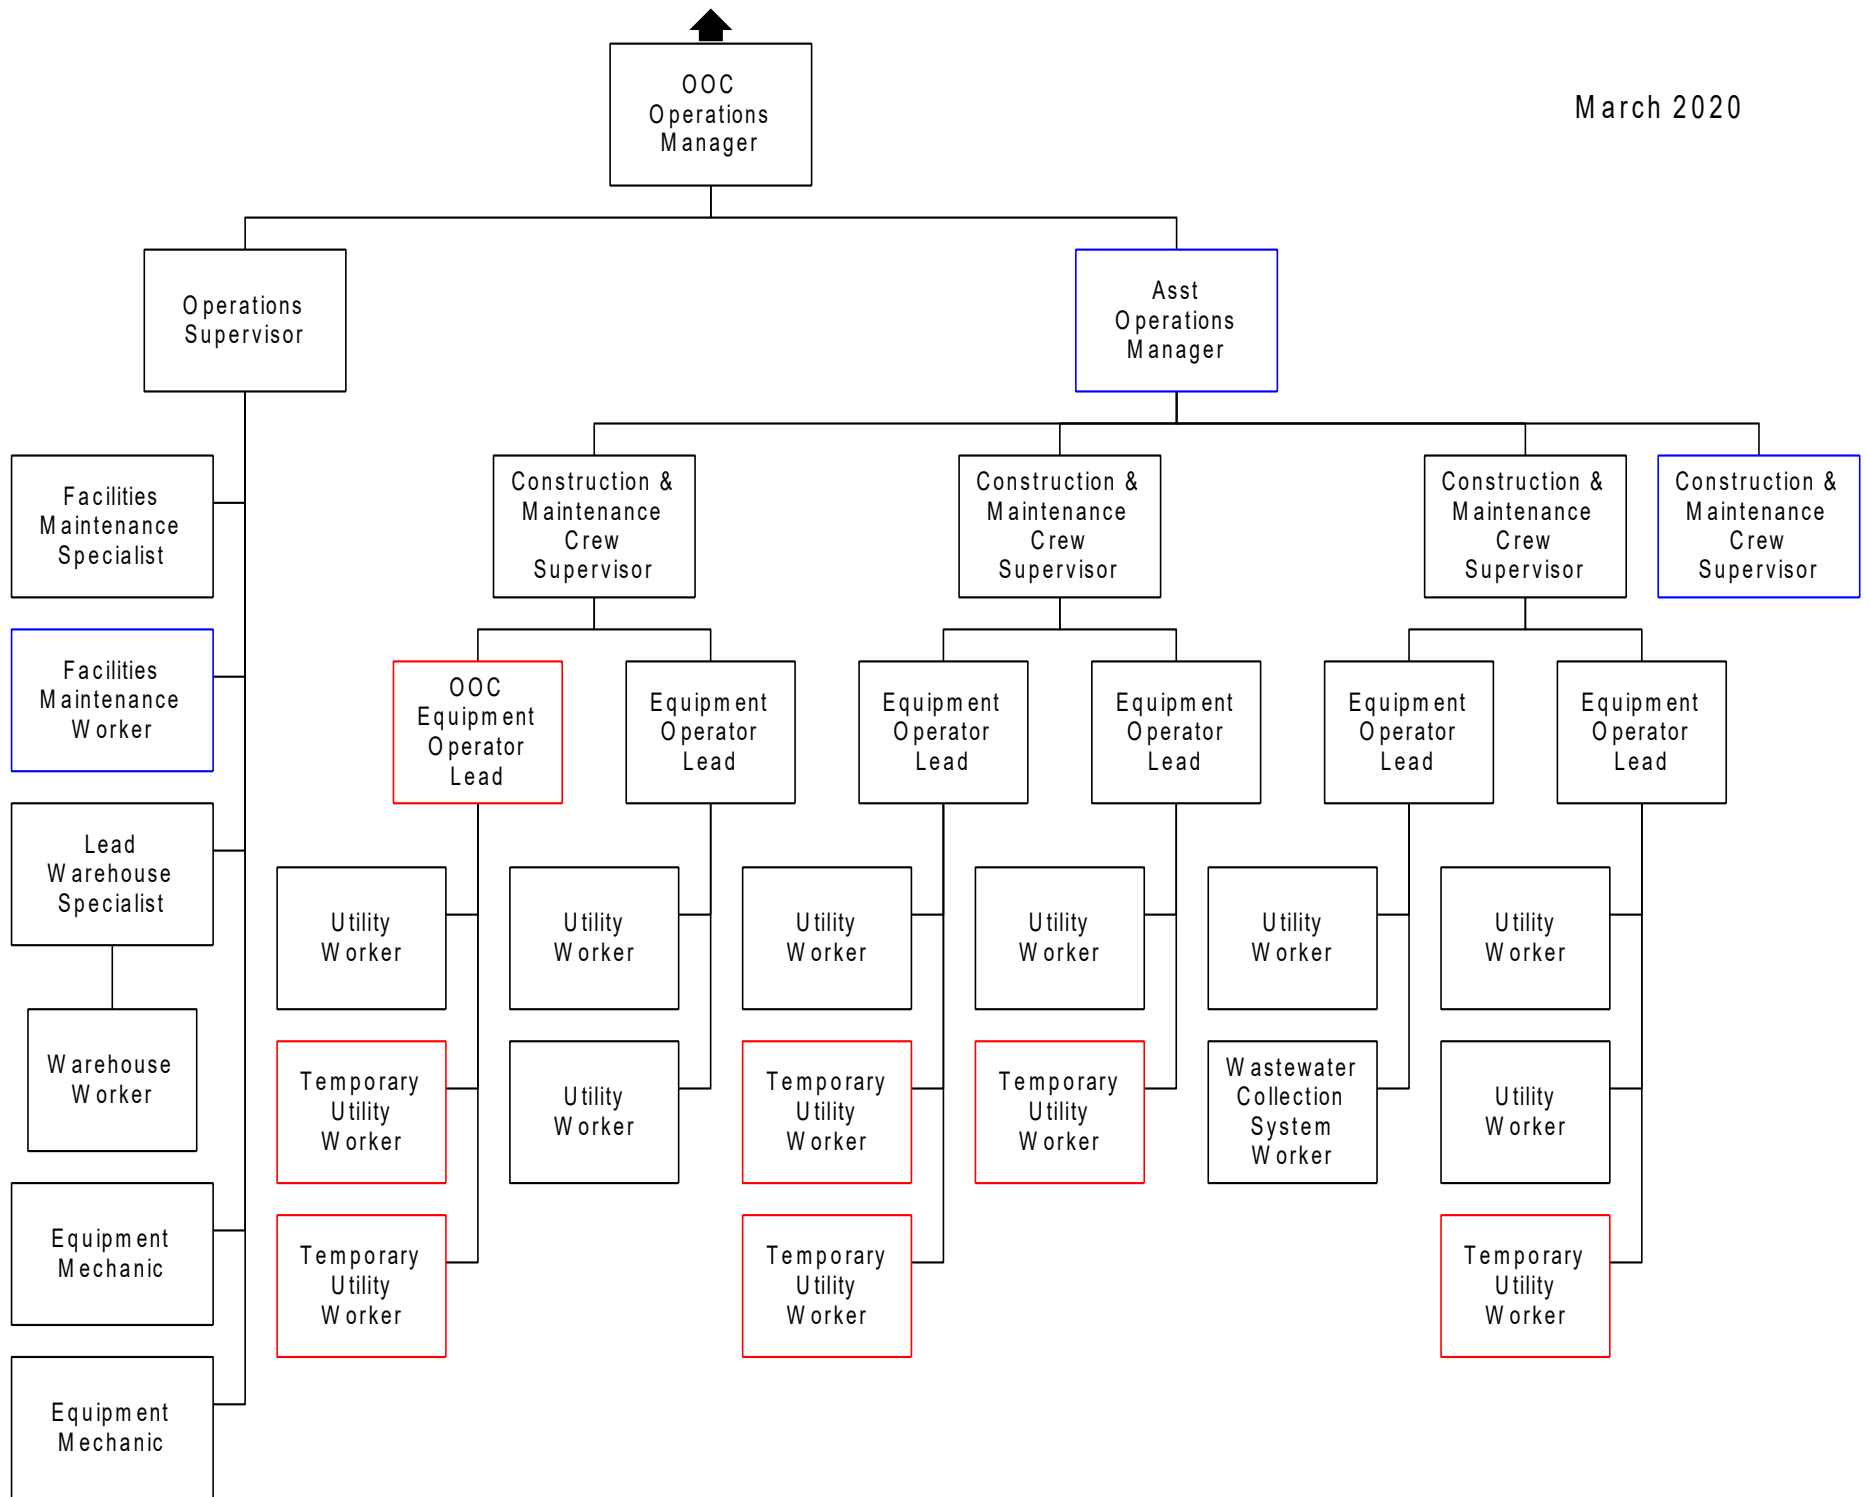 OOC
Operations
Manager
March 2020
Operations
Supervisor
Asst
Operations
Manager
Facilities
Maintenance
Specialist
Construction &
Maintenance
Crew
Supervisor
Construction &
Maintenance
Crew
Supervisor
Construction &
Maintenance
Crew
Supervisor
Construction &
Maintenance
Crew
Supervisor
Facilities
Maintenance
Worker
OOC
Equipment
Operator
Lead
Equipment
Operator
Lead
Equipment
Operator
Lead
Equipment
Operator
Lead
Equipment
Operator
Lead
Equipment
Operator
Lead
Lead
Warehouse
Specialist
Utility
Worker
Utility
Worker
Utility
Worker
Utility
Worker
Utility
Worker
Utility
Worker
Warehouse
Worker
Temporary
Utility
Worker
Utility
Worker
Temporary
Utility
Worker
Temporary
Utility
Worker
Wastewater
Collection
System
Worker
Utility
Worker
Equipment
Mechanic
Temporary
Utility
Worker
Temporary
Utility
Worker
Temporary
Utility
Worker
Equipment
Mechanic